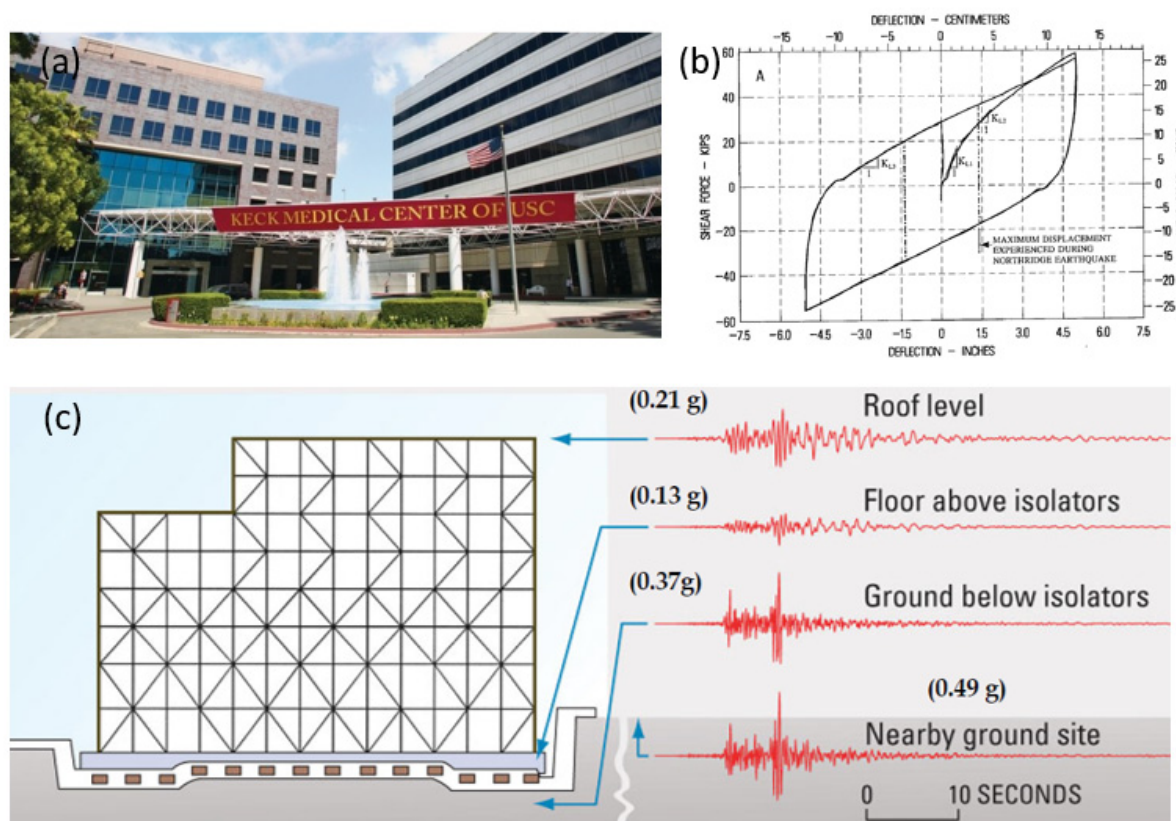 (a)
KECK MEDICAL CENTER OF USC
(b)
DEFLECTION – CENTIMETERS
−15 −10 −5 0 5 10 15
A
SHEAR FORCE – KIPS
60
40
20
0
−20
−40
−60
25
20
15
10
5
0
−5
−10
−15
−20
−25
1
1
1
MAXIMUM DISPLACEMENT
EXPERIENCED DURING
NORTHRIDGE EARTHQUAKE
−7.5 −6.0 −4.5 −3.0 −1.5 0 1.5 3.0 4.5 6.0 7.5
DEFLECTION – INCHES
(c)
(0.21 g)
Roof level
(0.13 g)
Floor above isolators
(0.37g)
Ground below isolators
(0.49 g)
Nearby ground site
0 10 SECONDS